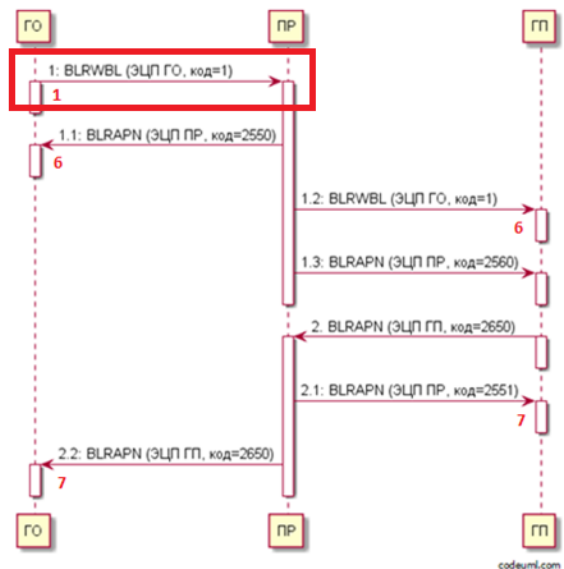 ГО ПР ГП
1: BLRWBL (ЭЦП ГО, код=1)
1
1.1: BLRAPN (ЭЦП ПР, код=2550)
6
1.2: BLRWBL (ЭЦП ГО, код=1)
6
1.3: BLRAPN (ЭЦП ПР, код=2560)
2. BLRAPN (ЭЦП ГП, код=2650)
2.1: BLRAPN (ЭЦП ПР, код=2551)
7
2.2: BLRAPN (ЭЦП ГП, код=2650)
7
ГО ПР ГП
codeuml.com